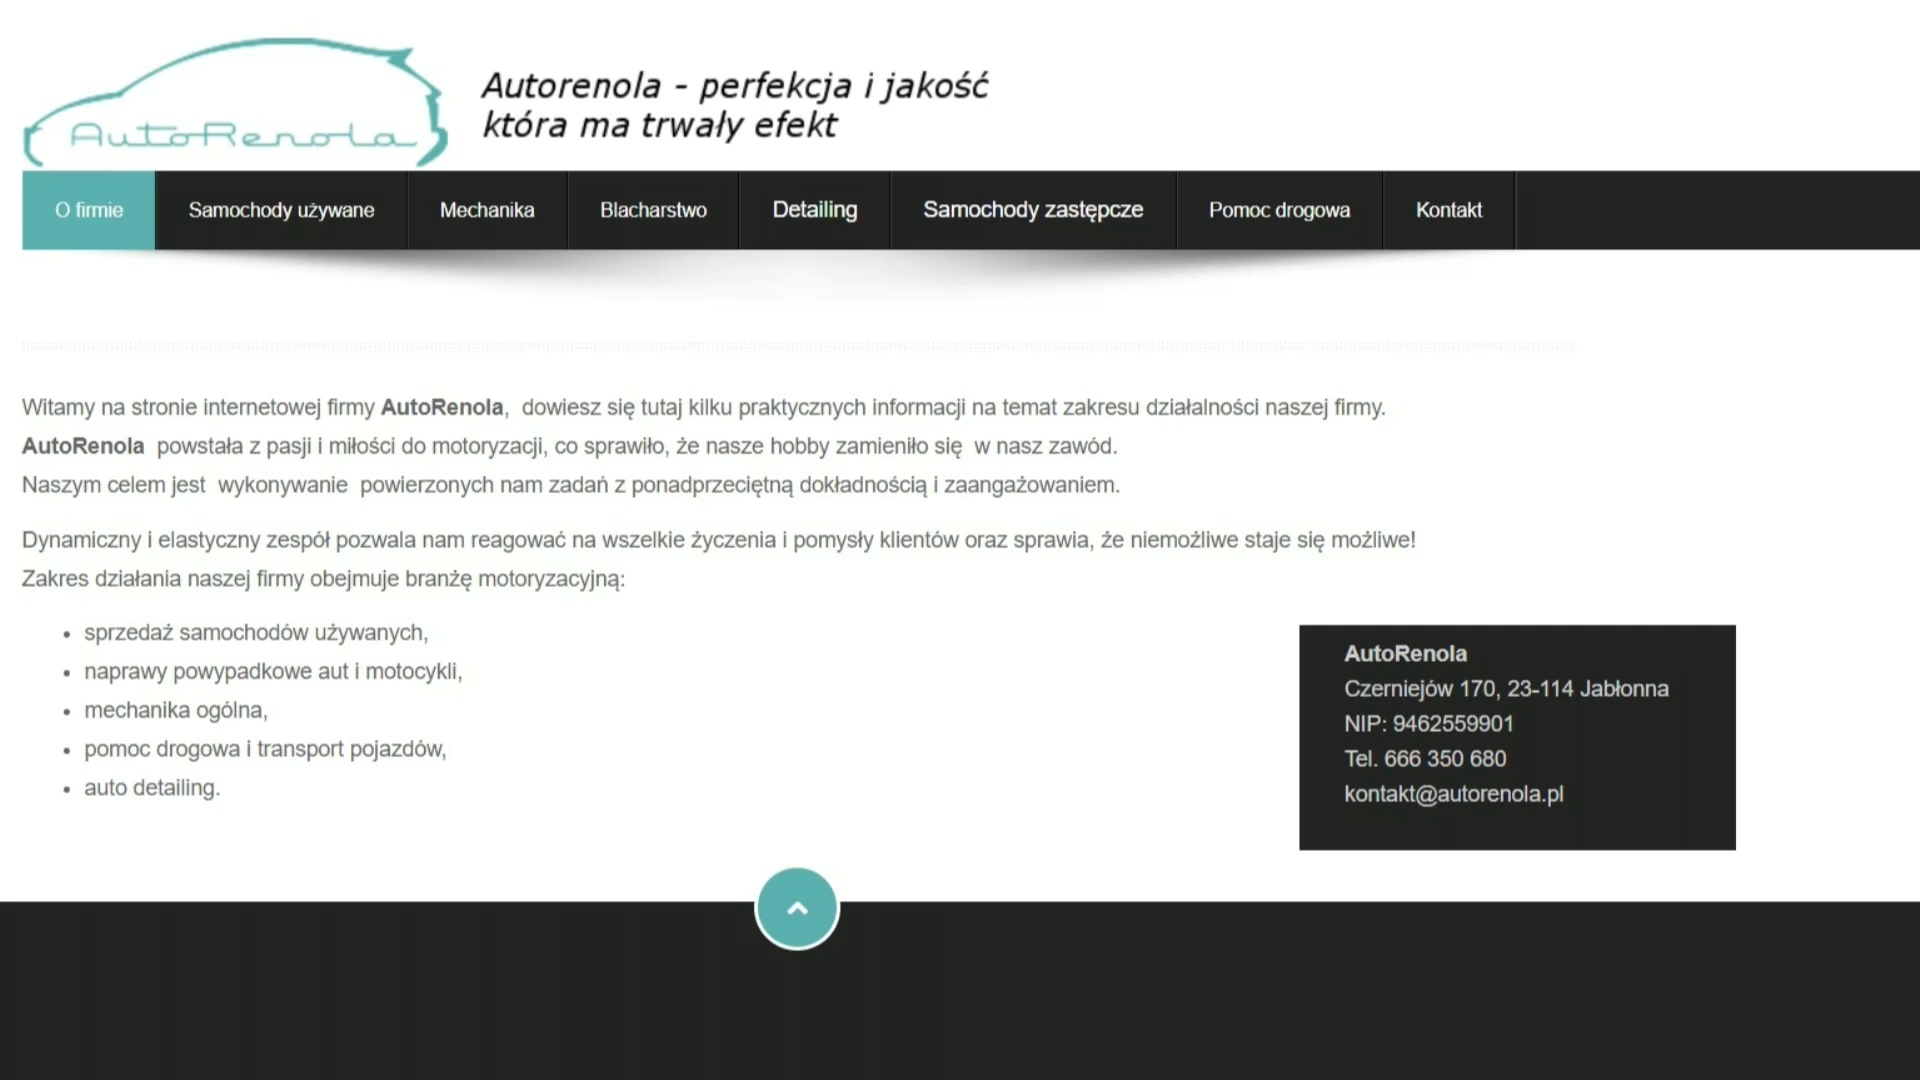 AutoRenola
Autorenola - perfekcja i jakość
która ma trwały efekt
O firmie
Samochody używane
Mechanika
Blacharstwo
Detailing
Samochody zastępcze
Pomoc drogowa
Kontakt
Witamy na stronie internetowej firmy AutoRenola, dowiesz się tutaj kilku praktycznych informacji na temat zakresu działalności naszej firmy.
AutoRenola powstała z pasji i miłości do motoryzacji, co sprawiło, że nasze hobby zamieniło się w nasz zawód.
Naszym celem jest wykonywanie powierzonych nam zadań z ponadprzeciętną dokładnością i zaangażowaniem.
Dynamiczny i elastyczny zespół pozwala nam reagować na wszelkie życzenia i pomysły klientów oraz sprawia, że niemożliwe staje się możliwe!
Zakres działania naszej firmy obejmuje branżę motoryzacyjną:
• sprzedaż samochodów używanych,
• naprawy powypadkowe aut i motocykli,
• mechanika ogólna,
• pomoc drogowa i transport pojazdów,
• auto detailing.
AutoRenola
Czerniejów 170, 23-114 Jabłonna
NIP: 9462559901
Tel. 666 350 680
kontakt@autorenola.pl